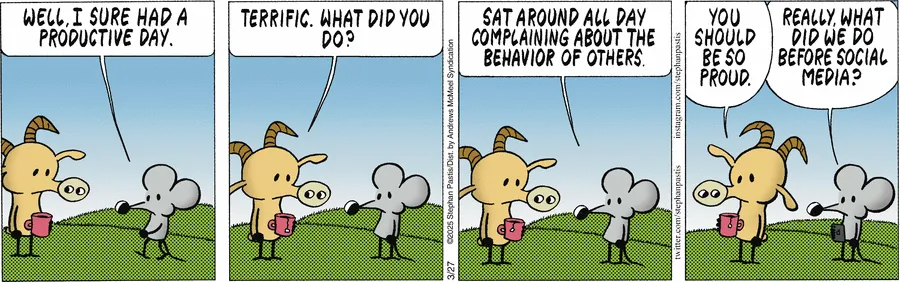 WELL, I SURE HAD A
PRODUCTIVE DAY.
TERRIFIC. WHAT DID YOU
DO?
©2025 Stephan Pastis/Dist. by Andrews McMeel Syndication
3/27
SAT AROUND ALL DAY
COMPLAINING ABOUT THE
BEHAVIOR OF OTHERS.
twitter.com/stephanpastis
instagram.com/stephanpastis
YOU
SHOULD
BE SO
PROUD.
REALLY, WHAT
DID WE DO
BEFORE SOCIAL
MEDIA?